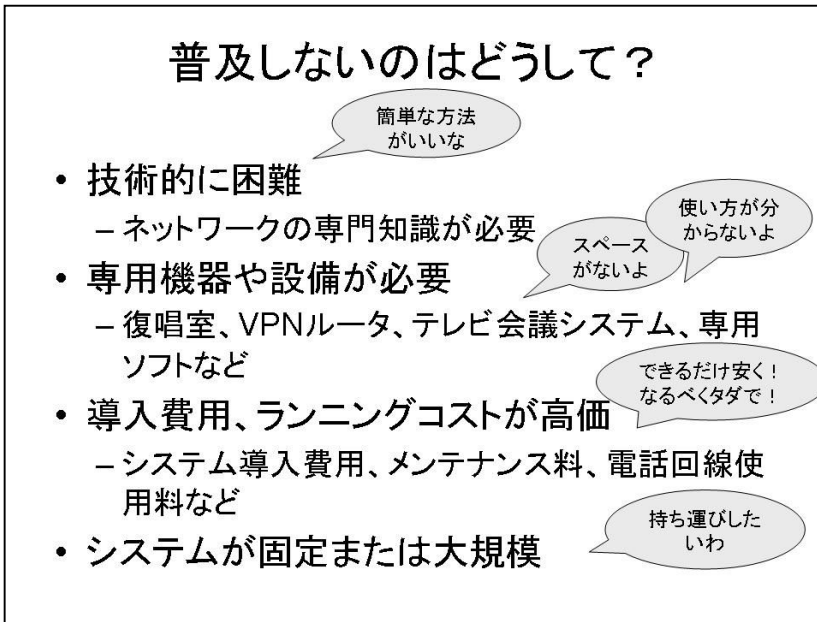 普及しないのはどうして？
簡単な方法
がいいな
• 技術的に困難
– ネットワークの専門知識が必要
使い方が分
からないよ
スペース
がないよ
• 専用機器や設備が必要
– 復唱室、VPNルータ、テレビ会議システム、専用
ソフトなど
できるだけ安く！
なるべくタダで！
• 導入費用、ランニングコストが高価
– システム導入費用、メンテナンス料、電話回線使
用料など
持ち運びした
いわ
• システムが固定または大規模